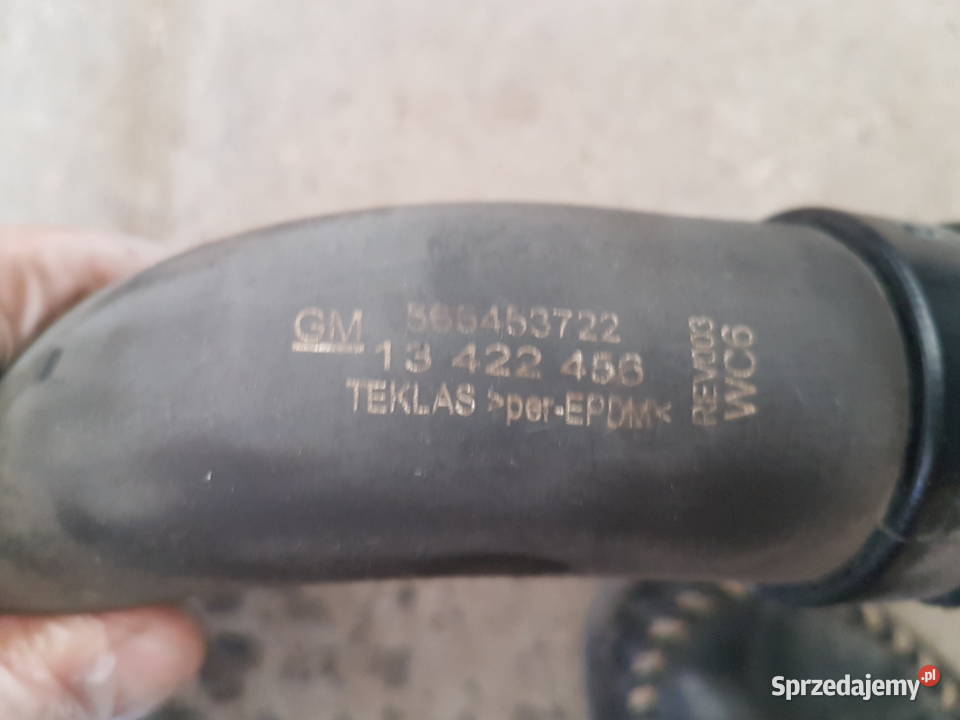 GM 565453722
13 422 456
TEKLAS >per-EPDM<
REV003
WC6
Sprzedajemy.pl